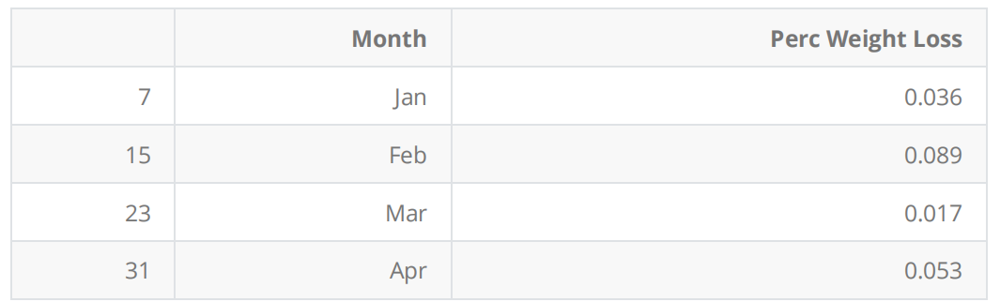 Month Perc Weight Loss
7 Jan 0.036
15 Feb 0.089
23 Mar 0.017
31 Apr 0.053